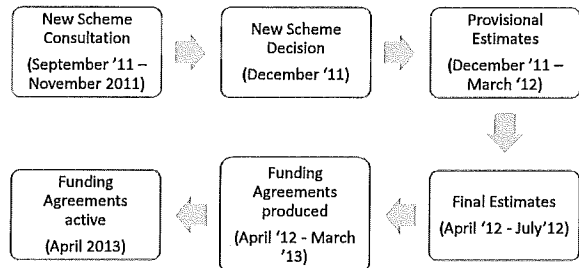 New Scheme
Consultation
(September '11 –
November 2011)
New Scheme
Decision
(December '11)
Provisional
Estimates
(December '11 –
March '12)
Final Estimates
(April '12 - July'12)
Funding
Agreements
produced
(April '12 - March
'13)
Funding
Agreements
active
(April 2013)